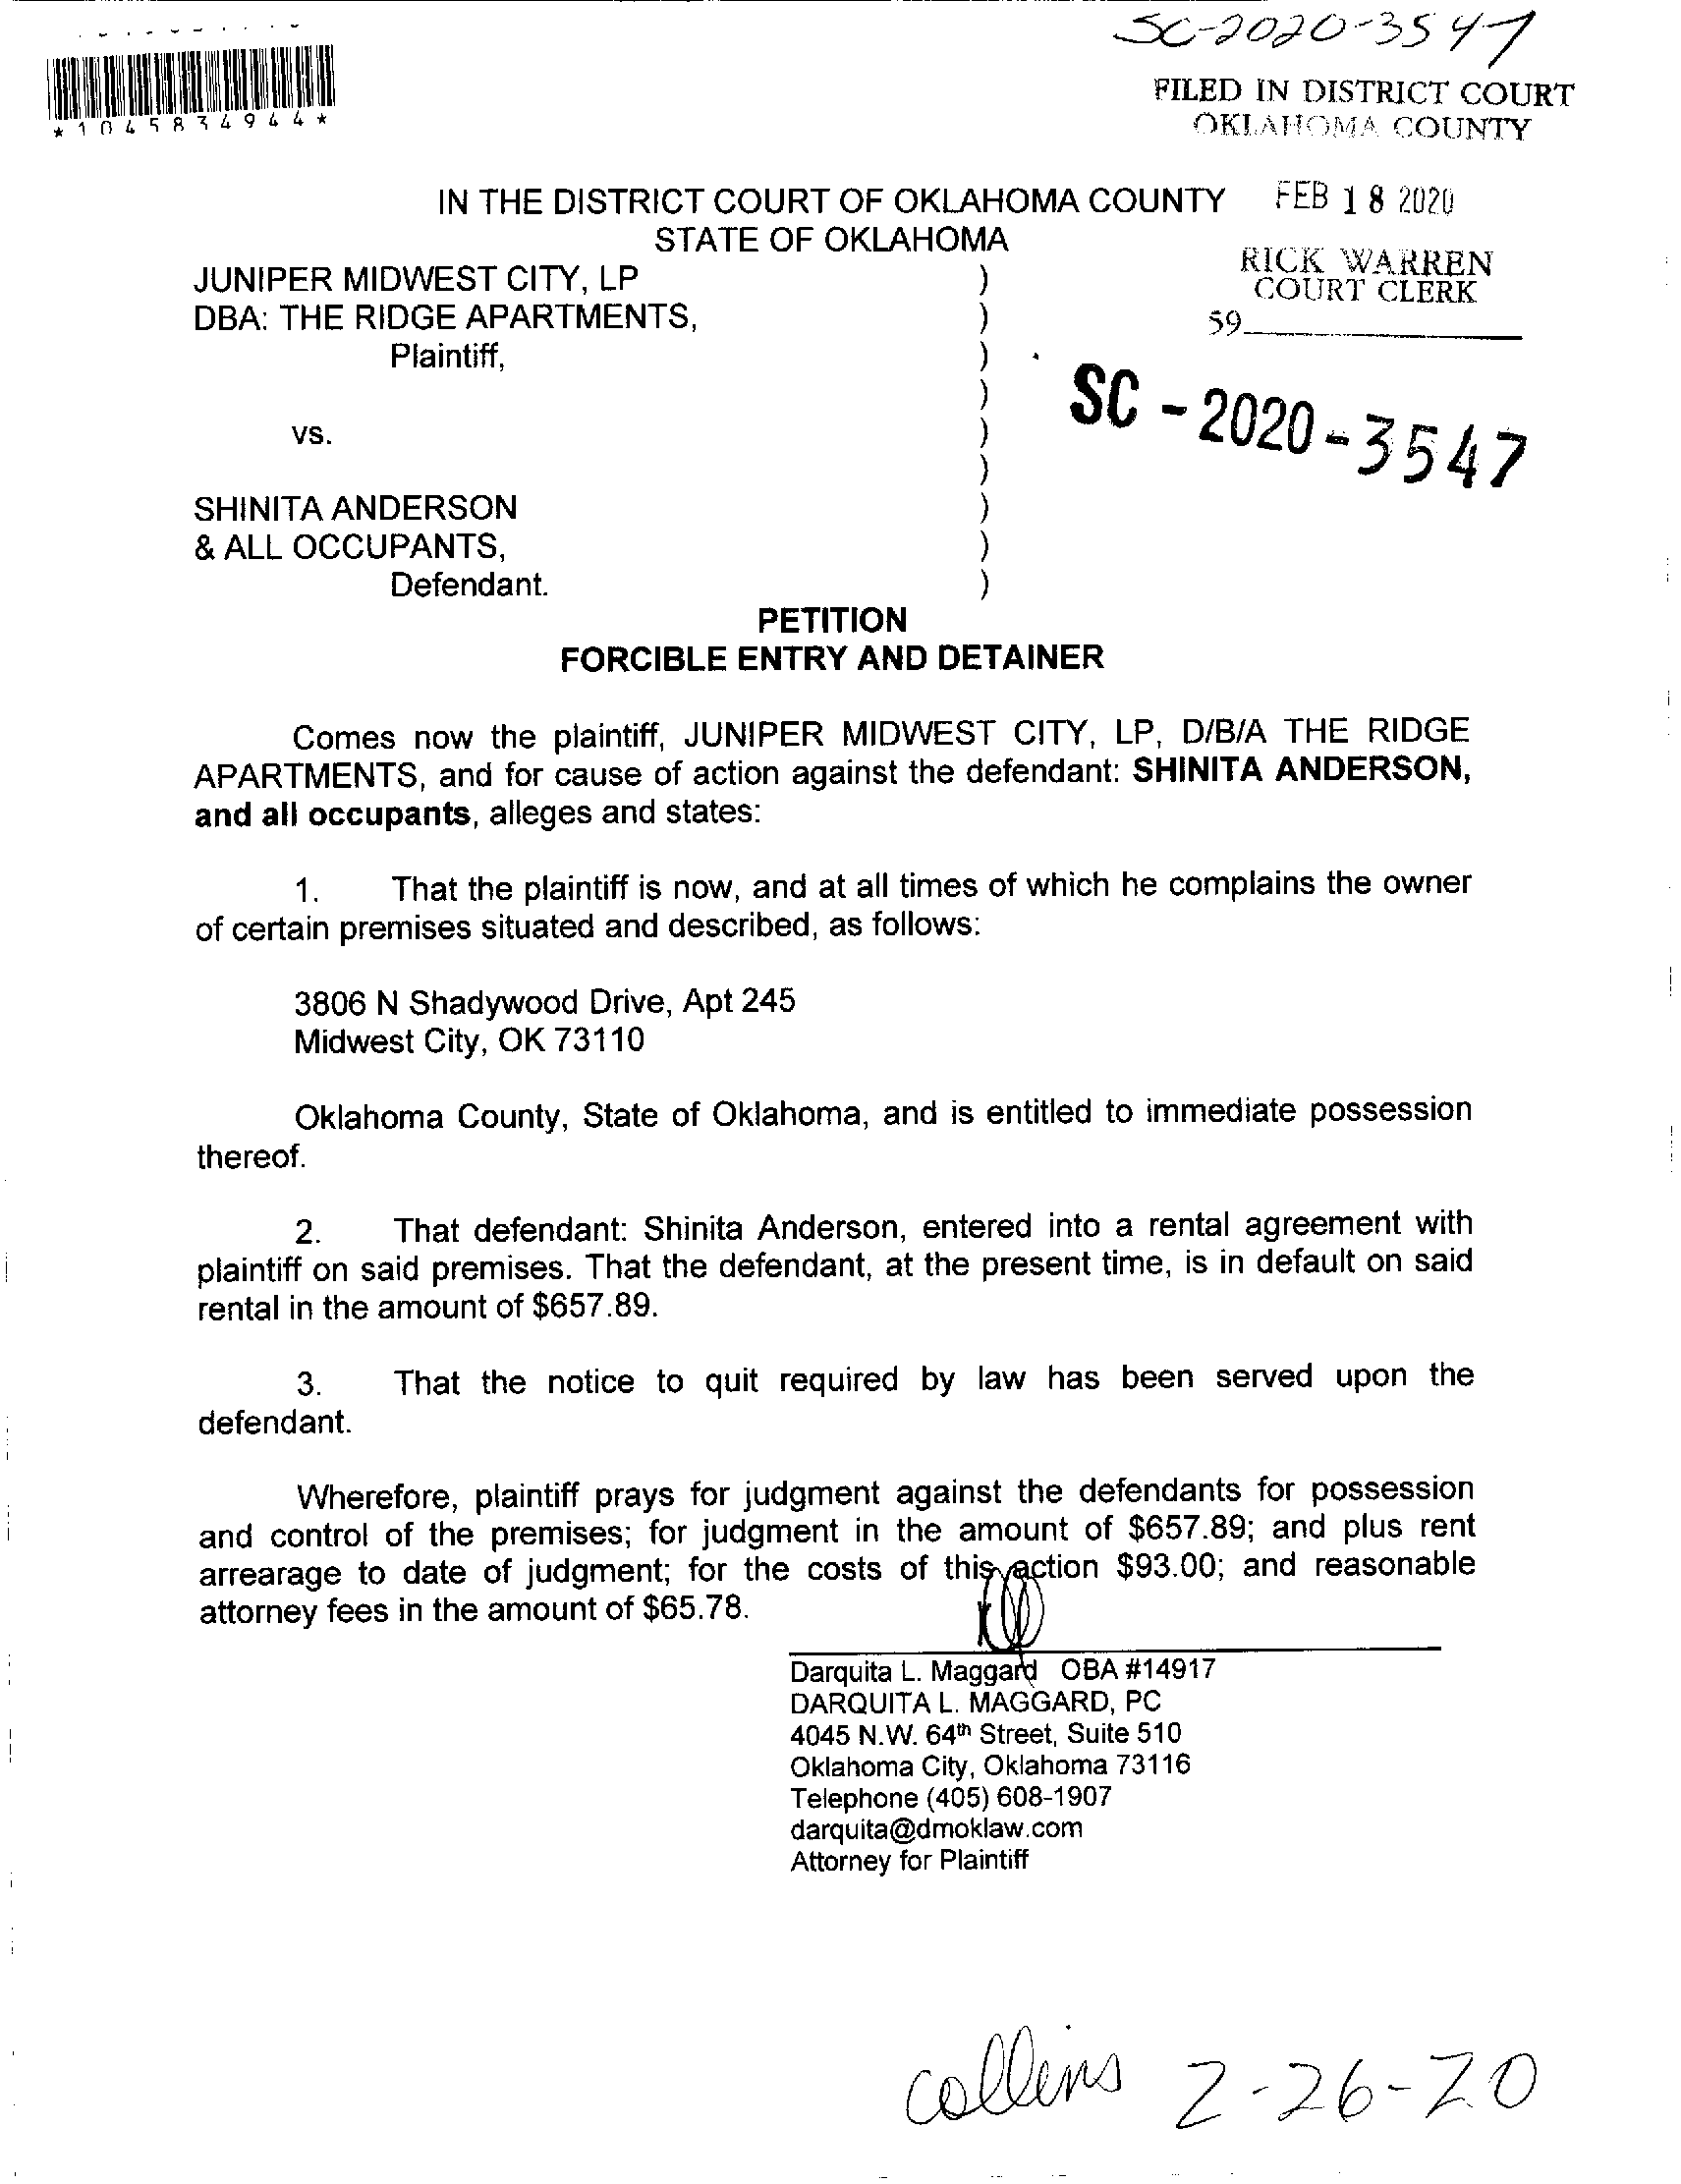 SC-2020-3547
*1045834944*
FILED IN DISTRICT COURT
OKLAHOMA COUNTY
IN THE DISTRICT COURT OF OKLAHOMA COUNTY FEB 18 2020
STATE OF OKLAHOMA
JUNIPER MIDWEST CITY, LP )
RICK WARREN
COURT CLERK
DBA: THE RIDGE APARTMENTS, )
59
Plaintiff, )
)
SC - 2020 - 3547
vs. )
)
SHINITA ANDERSON )
& ALL OCCUPANTS, )
Defendant. )
PETITION
FORCIBLE ENTRY AND DETAINER
Comes now the plaintiff, JUNIPER MIDWEST CITY, LP, D/B/A THE RIDGE
APARTMENTS, and for cause of action against the defendant: SHINITA ANDERSON,
and all occupants, alleges and states:
1. That the plaintiff is now, and at all times of which he complains the owner
of certain premises situated and described, as follows:
3806 N Shadywood Drive, Apt 245
Midwest City, OK 73110
Oklahoma County, State of Oklahoma, and is entitled to immediate possession
thereof.
2. That defendant: Shinita Anderson, entered into a rental agreement with
plaintiff on said premises. That the defendant, at the present time, is in default on said
rental in the amount of $657.89.
3. That the notice to quit required by law has been served upon the
defendant.
Wherefore, plaintiff prays for judgment against the defendants for possession
and control of the premises; for judgment in the amount of $657.89; and plus rent
arrearage to date of judgment; for the costs of this action $93.00; and reasonable
attorney fees in the amount of $65.78.
Darquita L. Maggard OBA #14917
DARQUITA L. MAGGARD, PC
4045 N.W. 64th Street, Suite 510
Oklahoma City, Oklahoma 73116
Telephone (405) 608-1907
darquita@dmoklaw.com
Attorney for Plaintiff
collins 2-26-20